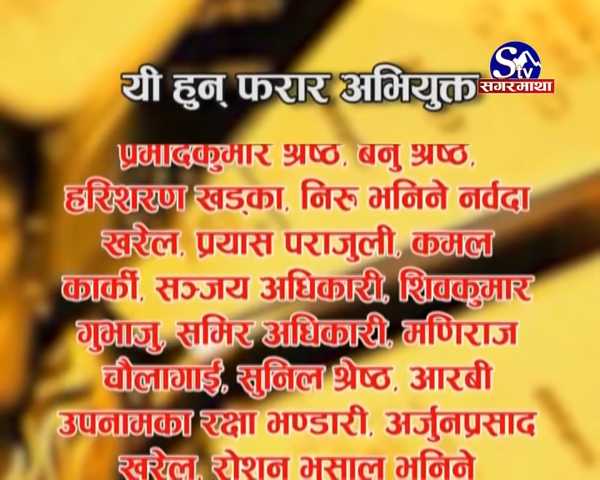 STV
सगरमाथा
यी हुन् फरार अभियुक्त
प्रमोदकुमार श्रेष्ठ, बनु श्रेष्ठ,
हरिशरण खड्का, निरु भनिने नर्वदा
खरेल, प्रयास पराजुली, कमल
कार्की, सञ्जय अधिकारी, शिवकुमार
गुभाजु, समिर अधिकारी, मणिराज
चौलागाई, सुनिल श्रेष्ठ, आरबी
उपनामका रक्षा भण्डारी, अर्जुनप्रसाद
खरेल, रोशन भुसाल भनिने